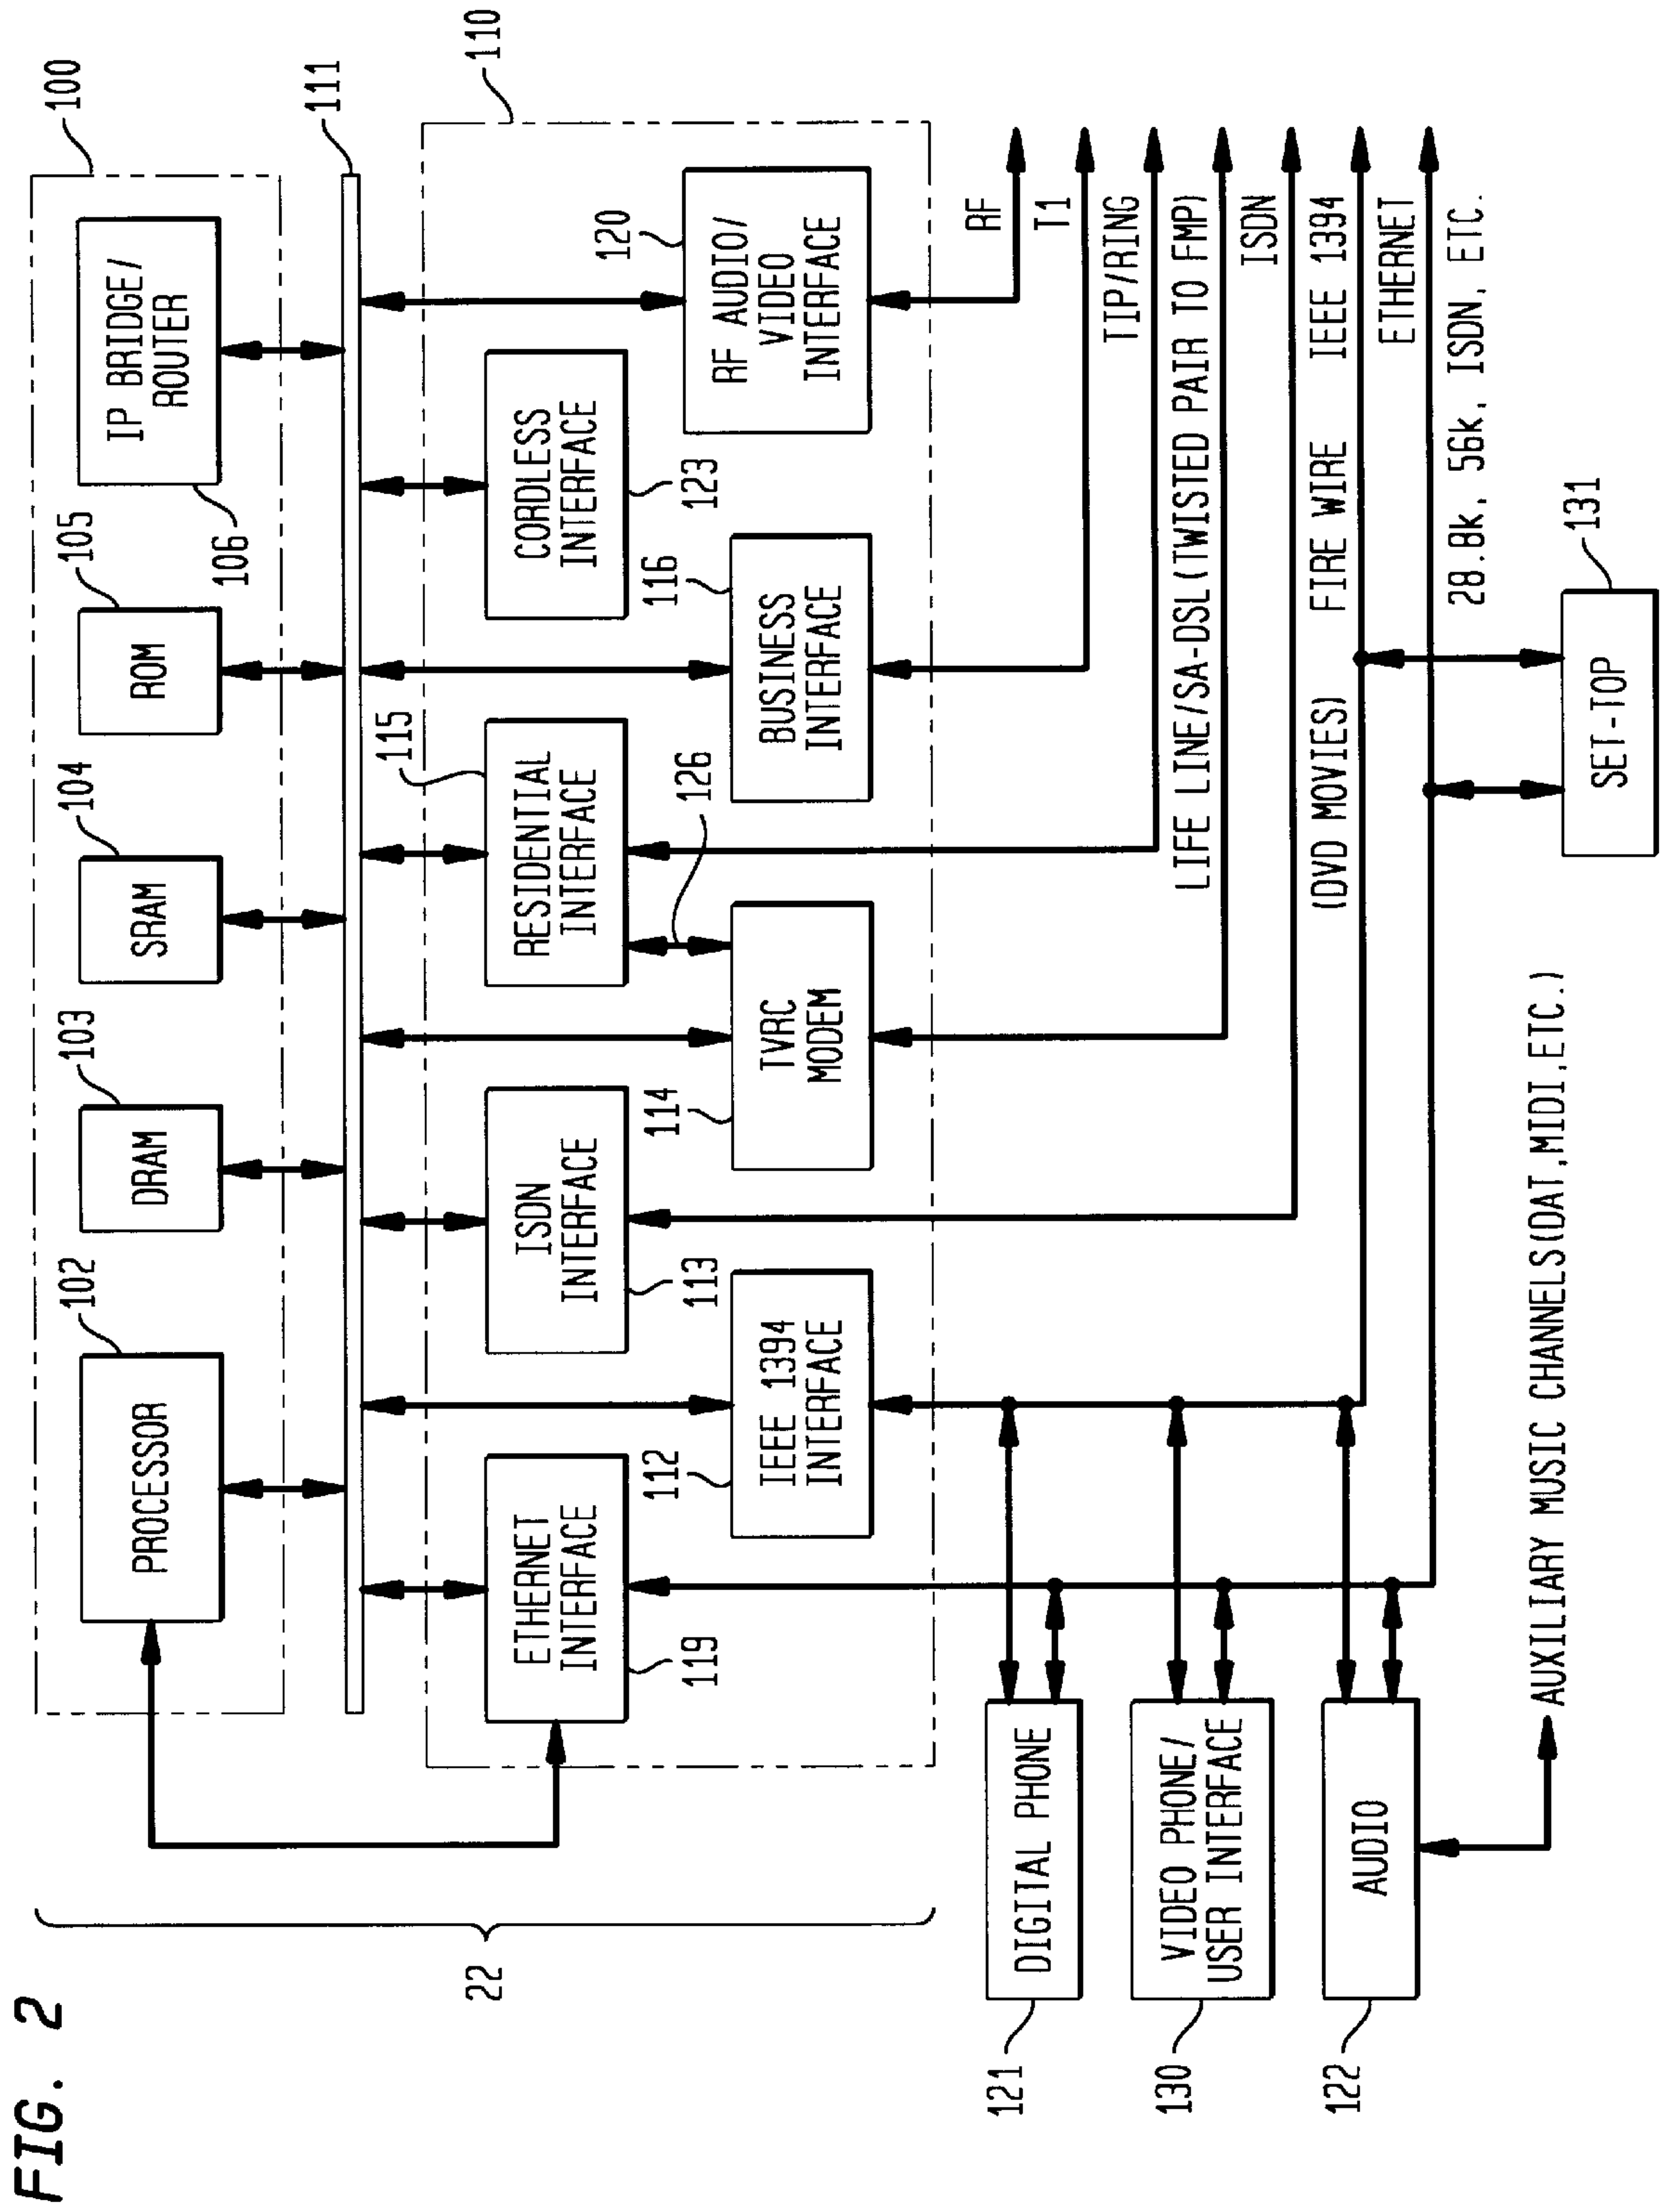 FIG. 2
22
100
PROCESSOR
102
DRAM
103
SRAM
104
ROM
105
IP BRIDGE/
ROUTER
106
111
110
ETHERNET
INTERFACE
119
IEEE 1394
INTERFACE
112
ISDN
INTERFACE
113
TVRC
MODEM
114
RESIDENTIAL
INTERFACE
115
126
BUSINESS
INTERFACE
116
CORDLESS
INTERFACE
123
RF AUDIO/
VIDEO
INTERFACE
120
RF
T1
TIP/RING
LIFE LINE/SA-DSL(TWISTED PAIR TO FMP)
ISDN
(DVD MOVIES) FIRE WIRE IEEE 1394
ETHERNET
28.8k, 56k, ISDN, ETC.
121
DIGITAL PHONE
130
VIDEO PHONE/
USER INTERFACE
122
AUDIO
AUXILIARY MUSIC CHANNELS(DAT,MIDI,ETC.)
SET-TOP
131